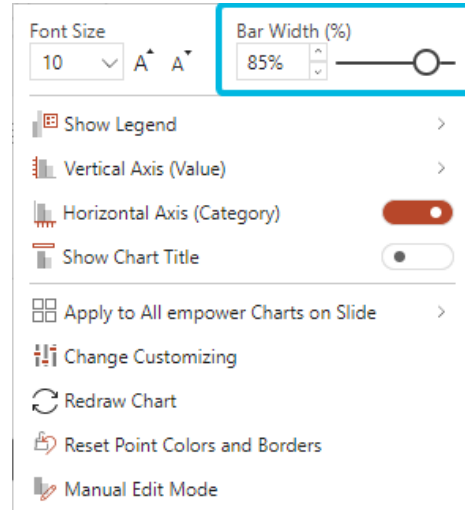 Font Size
Bar Width (%)
10
A A
85%
Show Legend
Vertical Axis (Value)
Horizontal Axis (Category)
Show Chart Title
Apply to All empower Charts on Slide
Change Customizing
Redraw Chart
Reset Point Colors and Borders
Manual Edit Mode